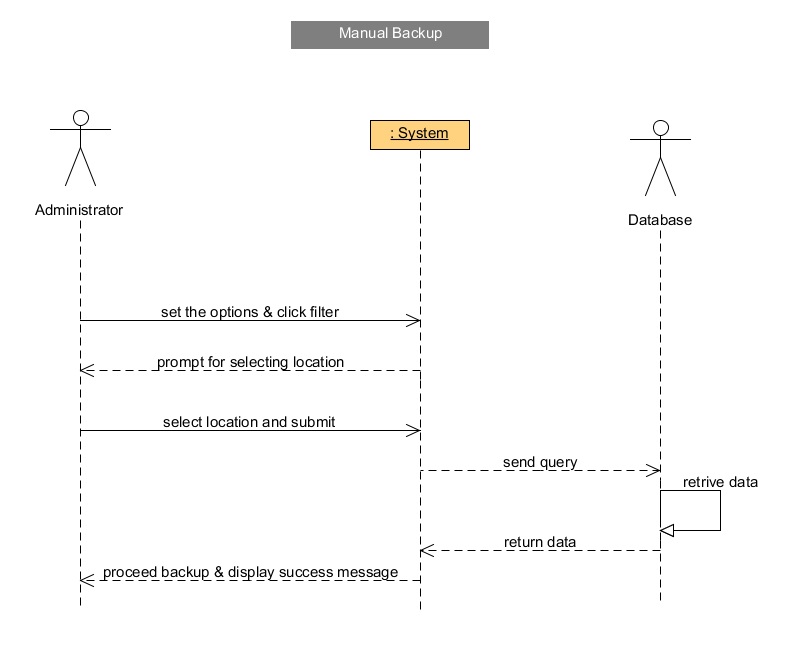 Manual Backup
: System
Administrator
Database
set the options & click filter
prompt for selecting location
select location and submit
send query
retrive data
return data
proceed backup & display success message